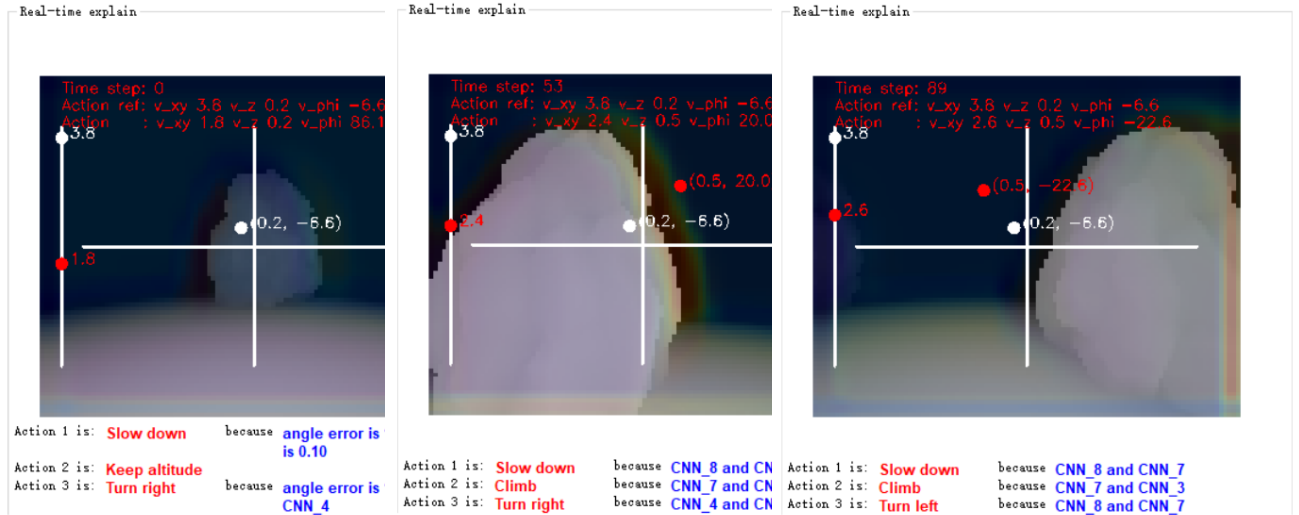 Real-time explain
Time step: 0
Action ref: v_xy 3.8 v_z 0.2 v_phi -6.6
Action : v_xy 1.8 v_z 0.2 v_phi 86.1
3.8
(0.2, -6.6)
1.8
Action 1 is: Slow down because angle error is
is 0.10
Action 2 is: Keep altitude
Action 3 is: Turn right because angle error is
CNN_4
Real-time explain
Time step: 53
Action ref: v_xy 3.8 v_z 0.2 v_phi -6.6
Action : v_xy 2.4 v_z 0.5 v_phi 20.0
3.8
(0.5, 20.0
2.4
(0.2, -6.6)
Action 1 is: Slow down because CNN_8 and CN
Action 2 is: Climb because CNN_7 and CN
Action 3 is: Turn right because CNN_4 and CN
Real-time explain
Time step: 89
Action ref: v_xy 3.8 v_z 0.2 v_phi -6.6
Action : v_xy 2.6 v_z 0.5 v_phi -22.6
3.8
(0.5, -22.6)
2.6
(0.2, -6.6)
Action 1 is: Slow down because CNN_8 and CNN_7
Action 2 is: Climb because CNN_7 and CNN_3
Action 3 is: Turn left because CNN_8 and CNN_7